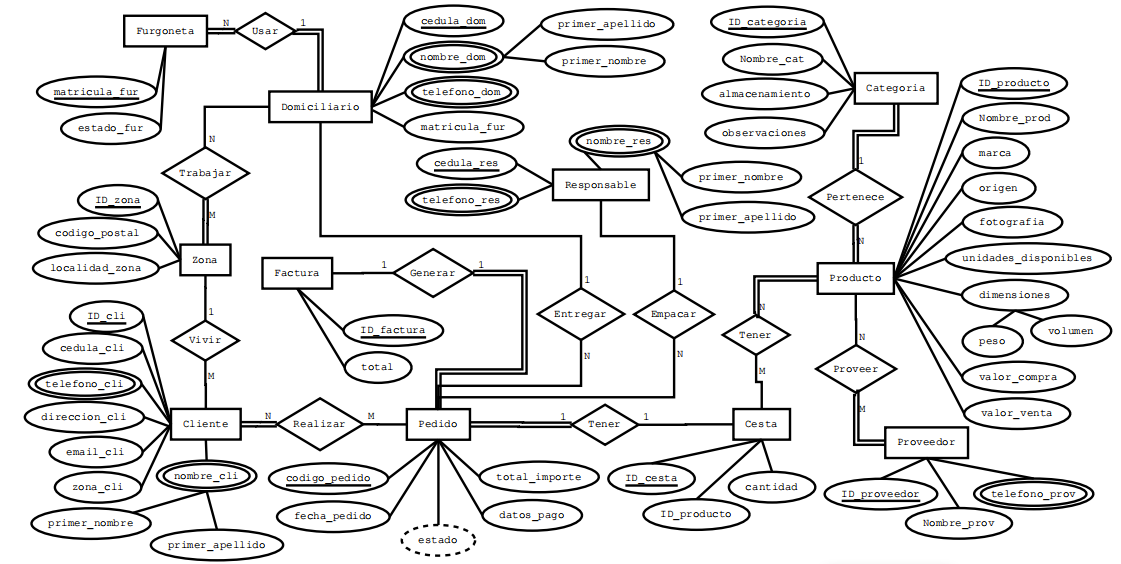 Furgoneta
N
Usar
1
matricula_fur
estado_fur
cedula_dom
nombre_dom
primer_apellido
primer_nombre
telefono_dom
matricula_fur
Domiciliario
N
Trabajar
M
ID_zona
codigo_postal
localidad_zona
Zona
1
Vivir
M
nombre_res
cedula_res
telefono_res
Responsable
primer_nombre
primer_apellido
ID_categoria
Nombre_cat
almacenamiento
observaciones
Categoria
1
Pertenece
N
ID_producto
Nombre_prod
marca
origen
fotografia
unidades_disponibles
dimensiones
peso
volumen
valor_compra
valor_venta
Producto
Factura
1
Generar
1
ID_factura
total
1
Entregar
N
1
Empacar
N
N
Tener
M
N
Proveer
M
ID_cli
cedula_cli
telefono_cli
direccion_cli
email_cli
zona_cli
nombre_cli
primer_nombre
primer_apellido
Cliente
N
Realizar
M
Pedido
1
Tener
1
Cesta
Proveedor
codigo_pedido
fecha_pedido
estado
total_importe
datos_pago
ID_cesta
ID_producto
cantidad
ID_proveedor
Nombre_prov
telefono_prov